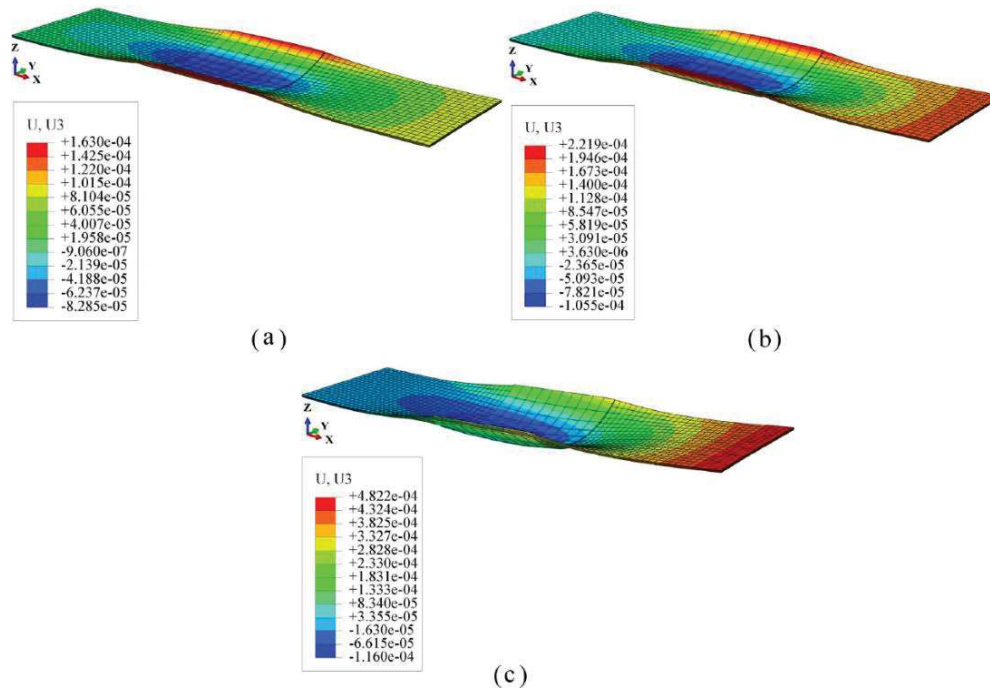 Z
Y
X
U, U3
+1.630e-04
+1.425e-04
+1.220e-04
+1.015e-04
+8.104e-05
+6.055e-05
+4.007e-05
+1.958e-05
-9.060e-07
-2.139e-05
-4.188e-05
-6.237e-05
-8.285e-05
(a)
Z
Y
X
U, U3
+2.219e-04
+1.946e-04
+1.673e-04
+1.400e-04
+1.128e-04
+8.547e-05
+5.819e-05
+3.091e-05
+3.630e-06
-2.365e-05
-5.093e-05
-7.821e-05
-1.055e-04
(b)
Z
Y
X
U, U3
+4.822e-04
+4.324e-04
+3.825e-04
+3.327e-04
+2.828e-04
+2.330e-04
+1.831e-04
+1.333e-04
+8.340e-05
+3.355e-05
-1.630e-05
-6.615e-05
-1.160e-04
(c)